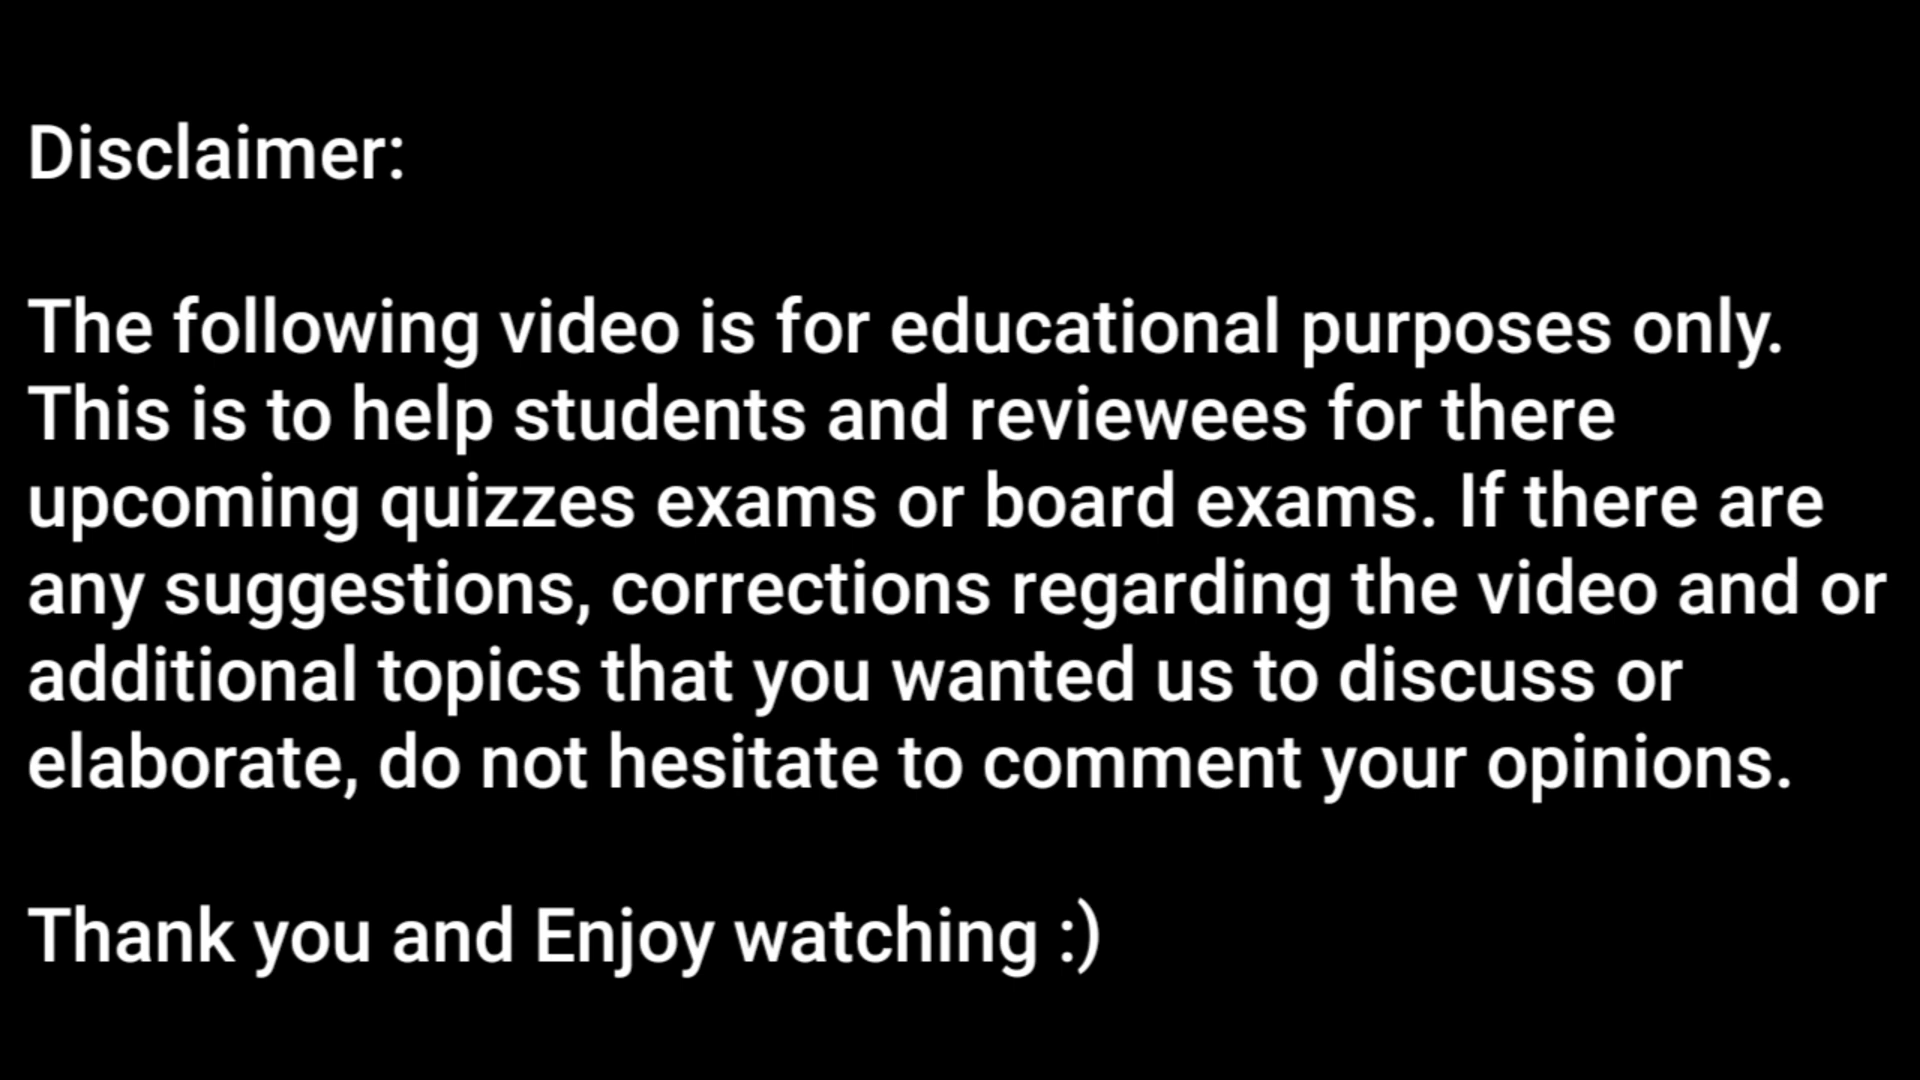 Disclaimer:
The following video is for educational purposes only.
This is to help students and reviewees for there
upcoming quizzes exams or board exams. If there are
any suggestions, corrections regarding the video and or
additional topics that you wanted us to discuss or
elaborate, do not hesitate to comment your opinions.
Thank you and Enjoy watching :)